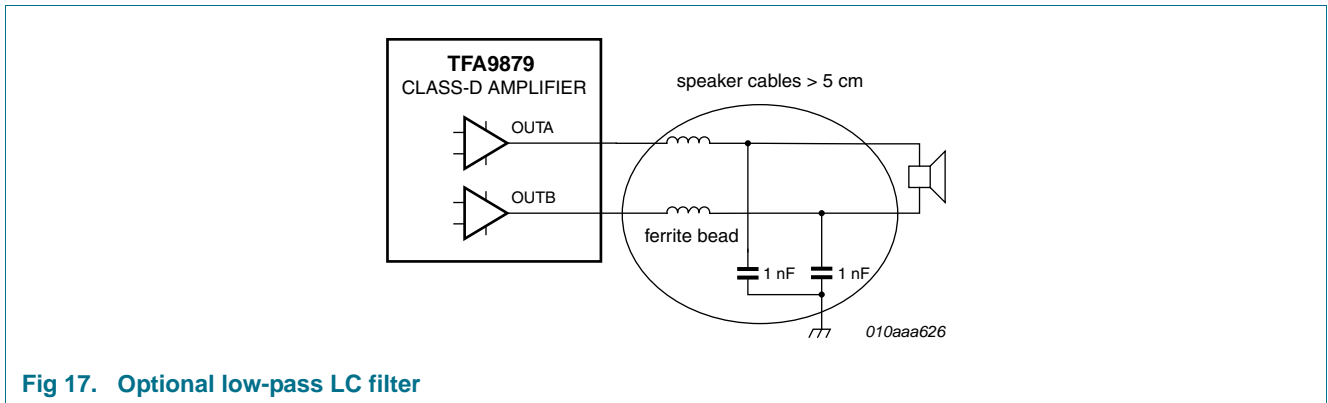 TFA9879
CLASS-D AMPLIFIER
speaker cables > 5 cm
OUTA
OUTB
ferrite bead
1 nF
1 nF
010aaa626
Fig 17. Optional low-pass LC filter